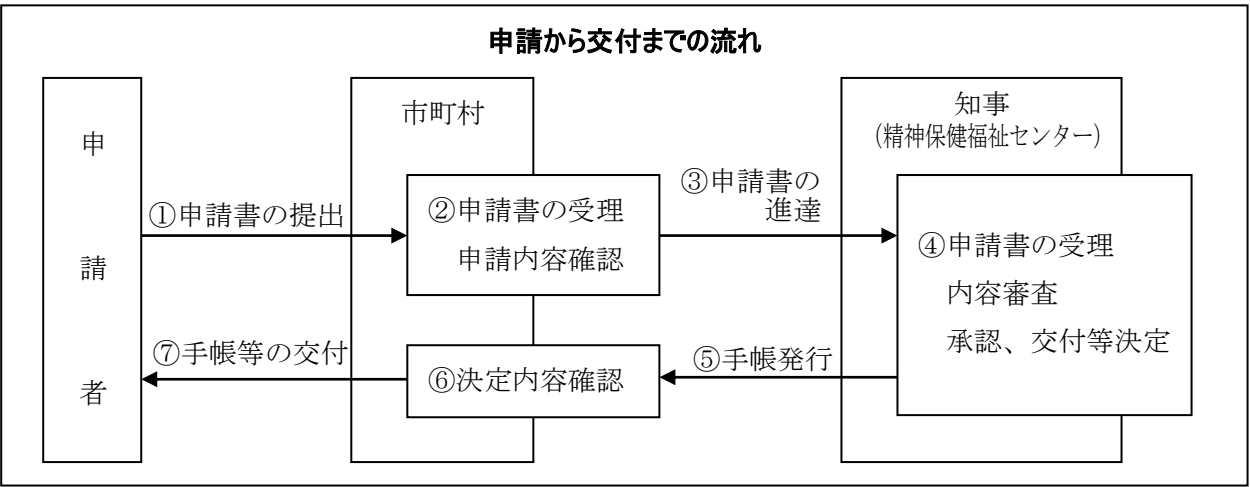 申請から交付までの流れ
申請者
市町村
知事
(精神保健福祉センター)
①申請書の提出
②申請書の受理
申請内容確認
③申請書の
進達
④申請書の受理
内容審査
承認、交付等決定
⑤手帳発行
⑥決定内容確認
⑦手帳等の交付